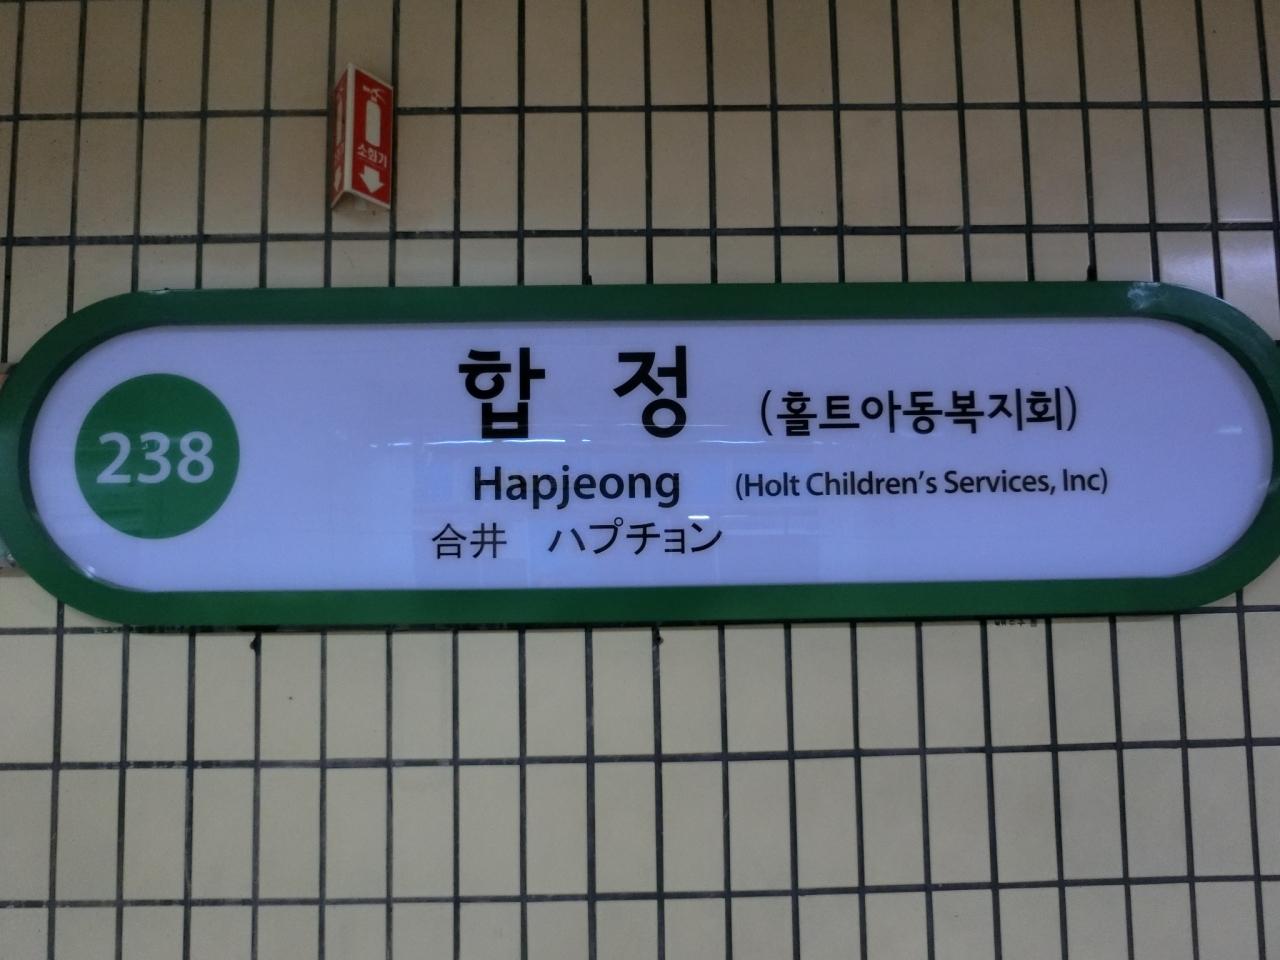 소화기
238
합 정 (홀트아동복지회)
Hapjeong (Holt Children's Services, Inc)
合井 ハプチョン